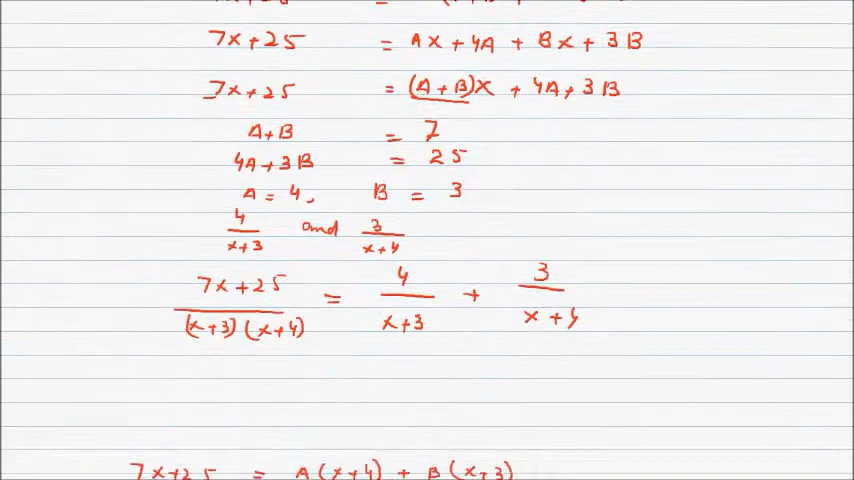 7x+25 = Ax+4A + Bx + 3B
7x+25 = (A+B)x + 4A+3B
A+B = 7
4A+3B = 25
A = 4, B = 3
4/x+3 and 3/x+4
7x+25/(x+3)(x+4) = 4/x+3 + 3/x+4
7x+25 = A(x+4) + B(x+3)